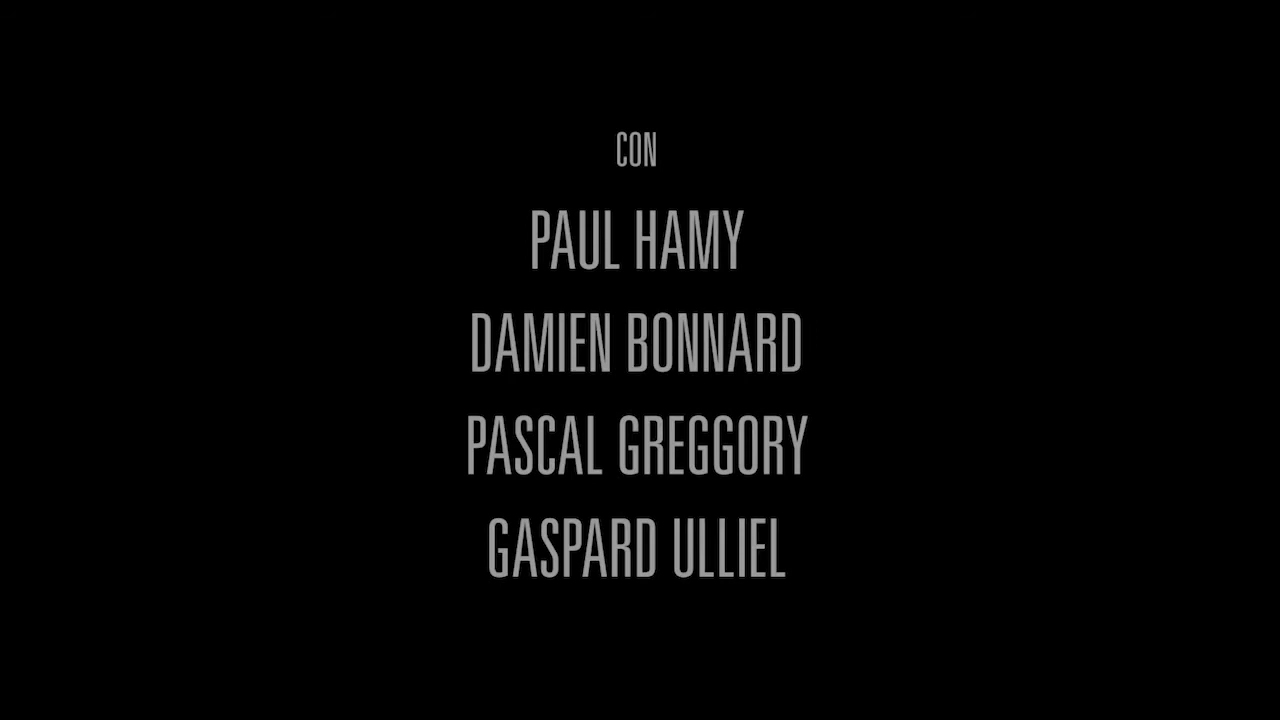 CON
PAUL HAMY
DAMIEN BONNARD
PASCAL GREGGORY
GASPARD ULLIEL